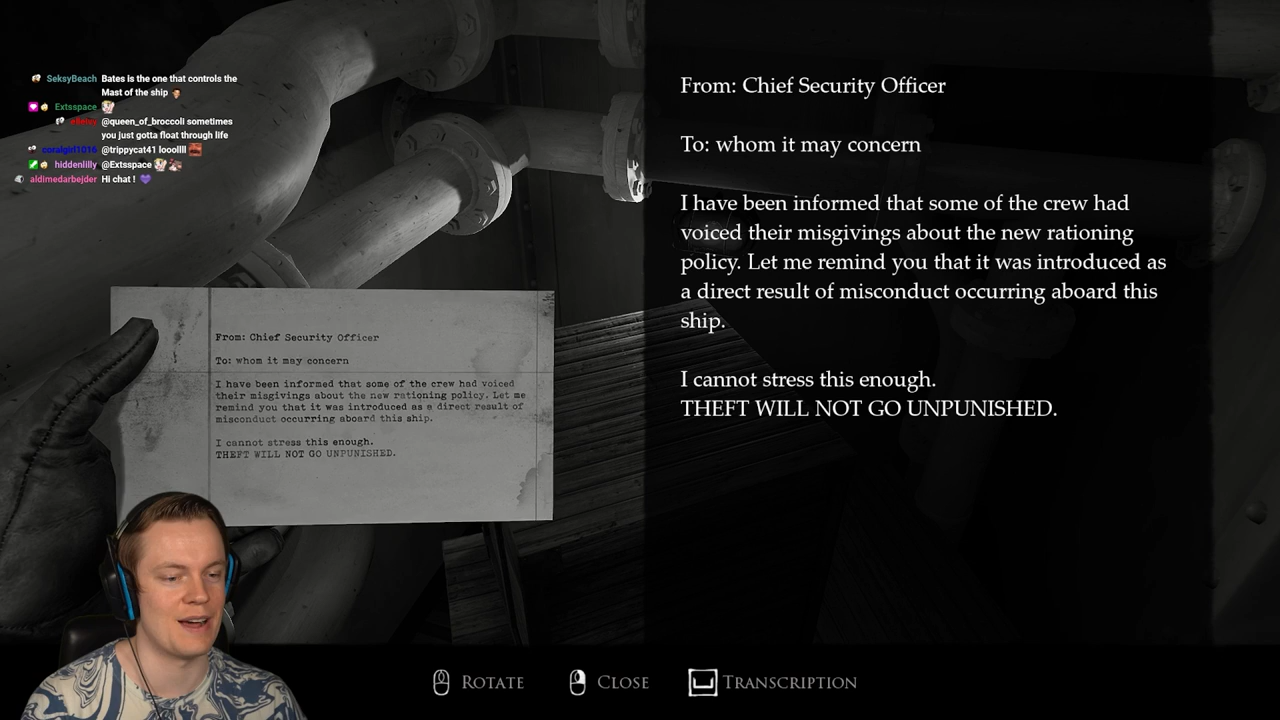 SeksyBeach Bates is the one that controls the
Mast of the ship
Extsspace
@queen_of_broccoli sometimes
you just gotta float through life
coralgirl1016 @trippycat41 looollll
hiddenlilly @Extsspace
aldimedarbejder Hi chat !
From: Chief Security Officer
To: whom it may concern
I have been informed that some of the crew had voiced
their misgivings about the new rationing policy. Let me
remind you that it was introduced as a direct result of
misconduct occurring aboard this ship.
I cannot stress this enough.
THEFT WILL NOT GO UNPUNISHED.
From: Chief Security Officer
To: whom it may concern
I have been informed that some of the crew had
voiced their misgivings about the new rationing
policy. Let me remind you that it was introduced as
a direct result of misconduct occurring aboard this
ship.
I cannot stress this enough.
THEFT WILL NOT GO UNPUNISHED.
ROTATE
CLOSE
TRANSCRIPTION